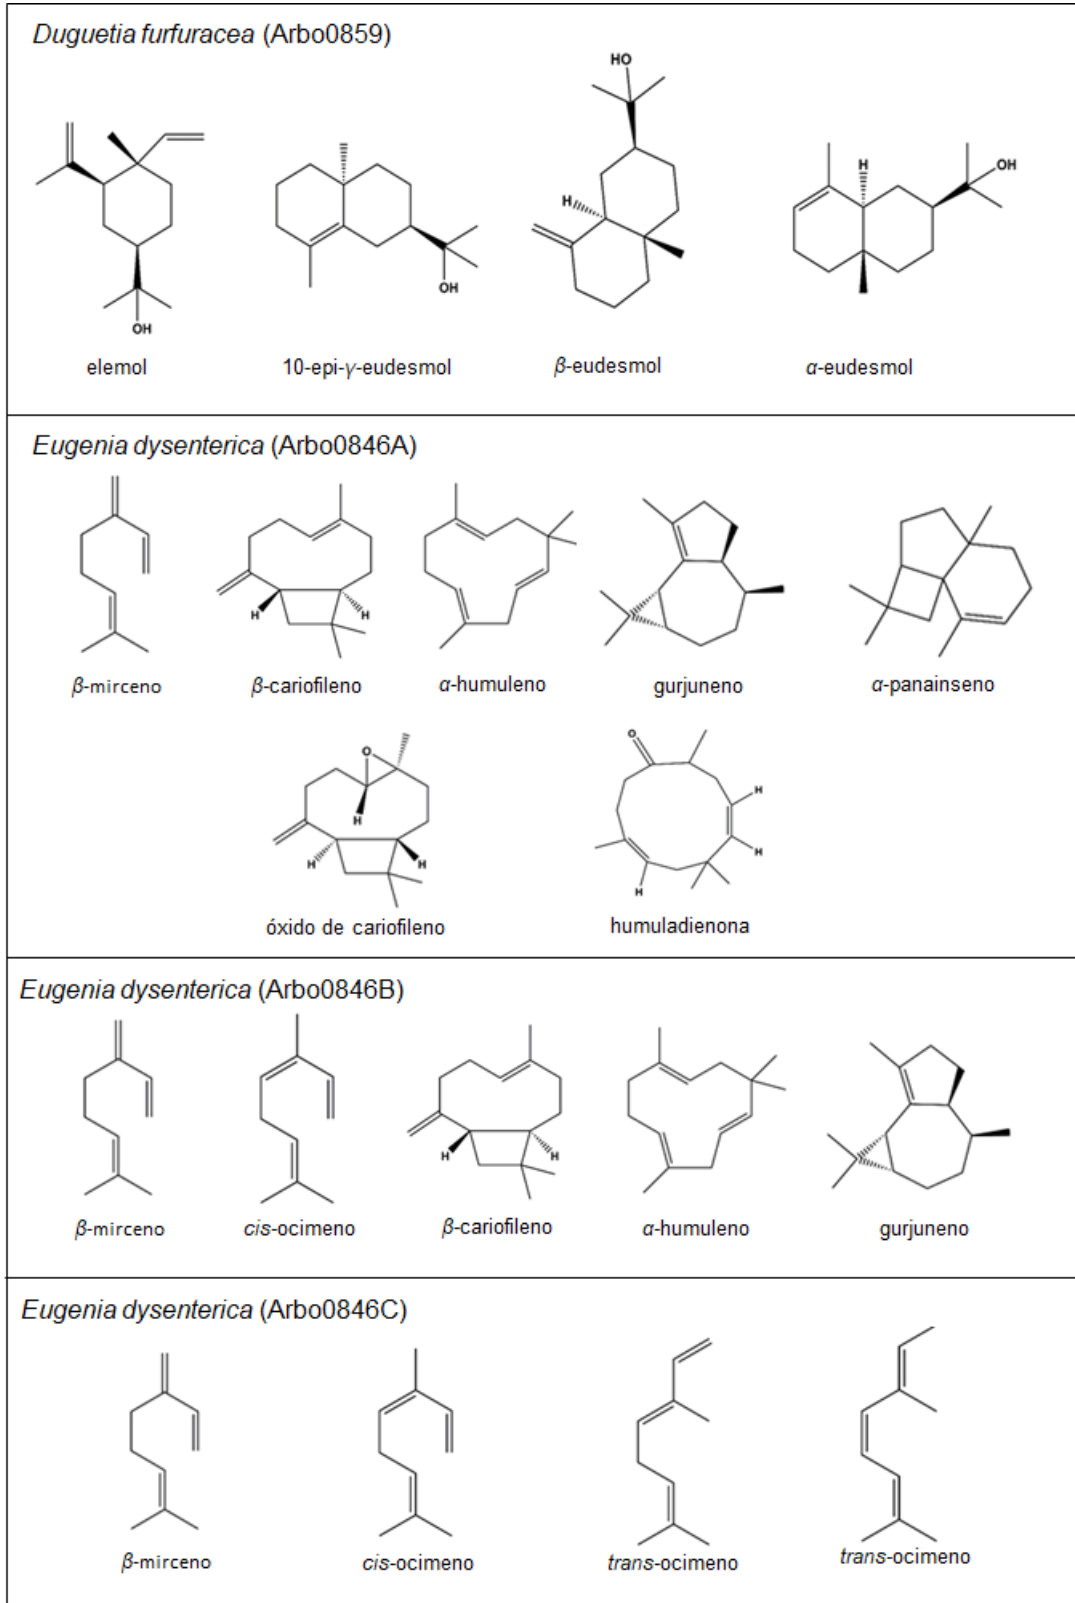 Duguetia furfuracea (Arbo0859)
HO
H
H
OH
OH
OH
elemol
10-epi-γ-eudesmol
β-eudesmol
α-eudesmol
Eugenia dysenterica (Arbo0846A)
H
H
β-mirceno
β-cariofileno
α-humuleno
gurjuneno
α-panainseno
O
O
H
H
H
H
H
H
óxido de cariofileno
humuladienona
Eugenia dysenterica (Arbo0846B)
H
H
β-mirceno
cis-ocimeno
β-cariofileno
α-humuleno
gurjuneno
Eugenia dysenterica (Arbo0846C)
β-mirceno
cis-ocimeno
trans-ocimeno
trans-ocimeno